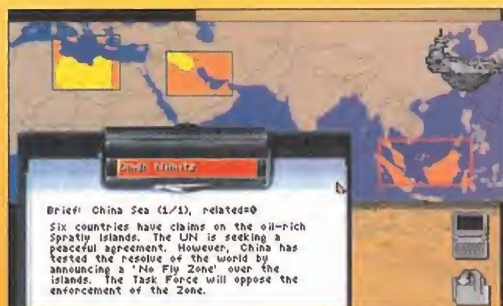 Brief: China Sea (1/1), related=0
Six countries have claims on the oil-rich
Spratly Islands. The UN is seeking a
peaceful agreement. However, China has
tested the resolve of the world by
announcing a 'No Fly Zone' over the
islands. The Task Force will oppose the
enforcement of the Zone.